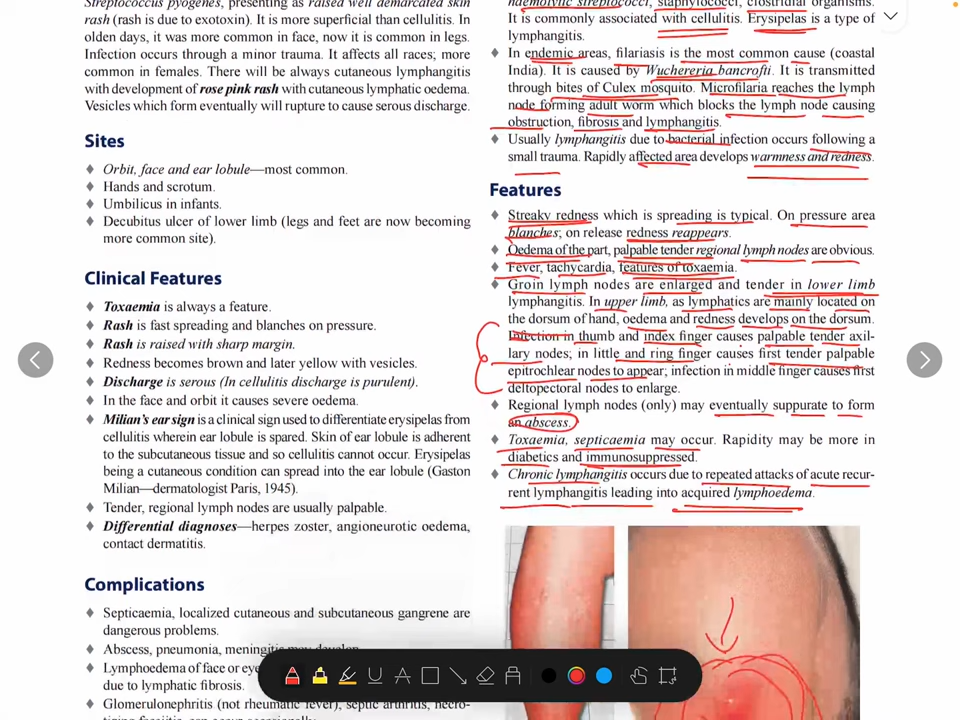 Streptococcus pyogenes, presenting as raised well demarcated skin
rash (rash is due to exotoxin). It is more superficial than cellulitis. In
olden days, it was more common in face, now it is common in legs.
Infection occurs through a minor trauma. It affects all races; more
common in females. There will be always cutaneous lymphangitis
with development of rose pink rash with cutaneous lymphatic oedema.
Vesicles which form eventually will rupture to cause serous discharge.
Sites
♦ Orbit, face and ear lobule—most common.
♦ Hands and scrotum.
♦ Umbilicus in infants.
♦ Decubitus ulcer of lower limb (legs and feet are now becoming
more common site).
Clinical Features
♦ Toxaemia is always a feature.
♦ Rash is fast spreading and blanches on pressure.
♦ Rash is raised with sharp margin.
♦ Redness becomes brown and later yellow with vesicles.
♦ Discharge is serous (In cellulitis discharge is purulent).
♦ In the face and orbit it causes severe oedema.
♦ Milian's ear sign is a clinical sign used to differentiate erysipelas from
cellulitis wherein ear lobule is spared. Skin of ear lobule is adherent
to the subcutaneous tissue and so cellulitis cannot occur. Erysipelas
being a cutaneous condition can spread into the ear lobule (Gaston
Milian—dermatologist Paris, 1945).
♦ Tender, regional lymph nodes are usually palpable.
♦ Differential diagnoses—herpes zoster, angioneurotic oedema,
contact dermatitis.
Complications
♦ Septicaemia, localized cutaneous and subcutaneous gangrene are
dangerous problems.
♦ Abscess, pneumonia, meningitis may develop.
♦ Lymphoedema of face or eye
due to lymphatic fibrosis.
♦ Glomerulonephritis (not rheumatic fever), septic arthritis, necro-
haemolytic streptococci, staphylococci, clostridial organisms.
It is commonly associated with cellulitis. Erysipelas is a type of
lymphangitis.
♦ In endemic areas, filariasis is the most common cause (coastal
India). It is caused by Wuchereria bancrofti. It is transmitted
through bites of Culex mosquito. Microfilaria reaches the lymph
node forming adult worm which blocks the lymph node causing
obstruction, fibrosis and lymphangitis.
♦ Usually lymphangitis due to bacterial infection occurs following a
small trauma. Rapidly affected area develops warmness and redness.
Features
♦ Streaky redness which is spreading is typical. On pressure area
blanches; on release redness reappears.
♦ Oedema of the part, palpable tender regional lymph nodes are obvious.
♦ Fever, tachycardia, features of toxaemia.
♦ Groin lymph nodes are enlarged and tender in lower limb
lymphangitis. In upper limb, as lymphatics are mainly located on
the dorsum of hand, oedema and redness develops on the dorsum.
Infection in thumb and index finger causes palpable tender axil-
lary nodes; in little and ring finger causes first tender palpable
epitrochlear nodes to appear; infection in middle finger causes first
deltopectoral nodes to enlarge.
♦ Regional lymph nodes (only) may eventually suppurate to form
an abscess.
♦ Toxaemia, septicaemia may occur. Rapidity may be more in
diabetics and immunosuppressed.
♦ Chronic lymphangitis occurs due to repeated attacks of acute recur-
rent lymphangitis leading into acquired lymphoedema.